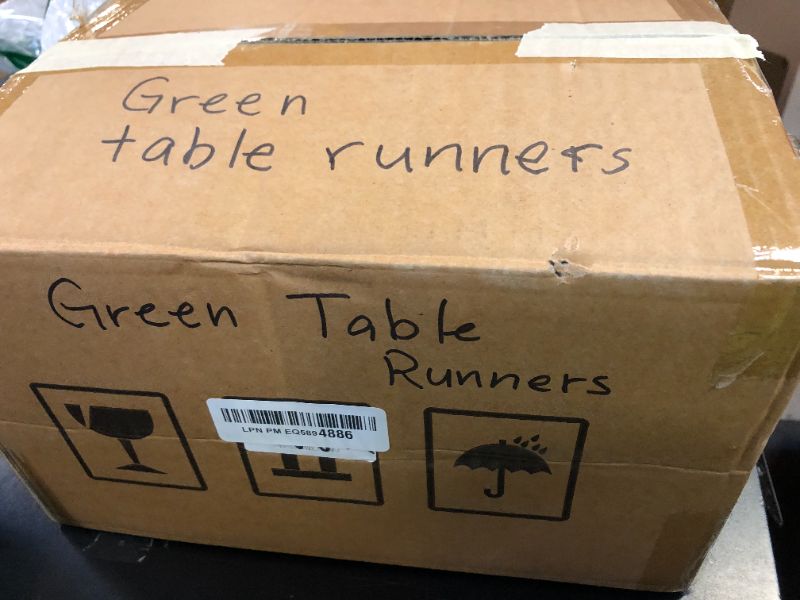 Green
table runners
Green Table
Runners
LPN PM EQ5894886